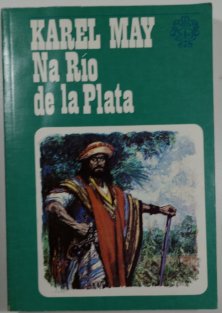 KAREL MAY
Na Río
de la Plata